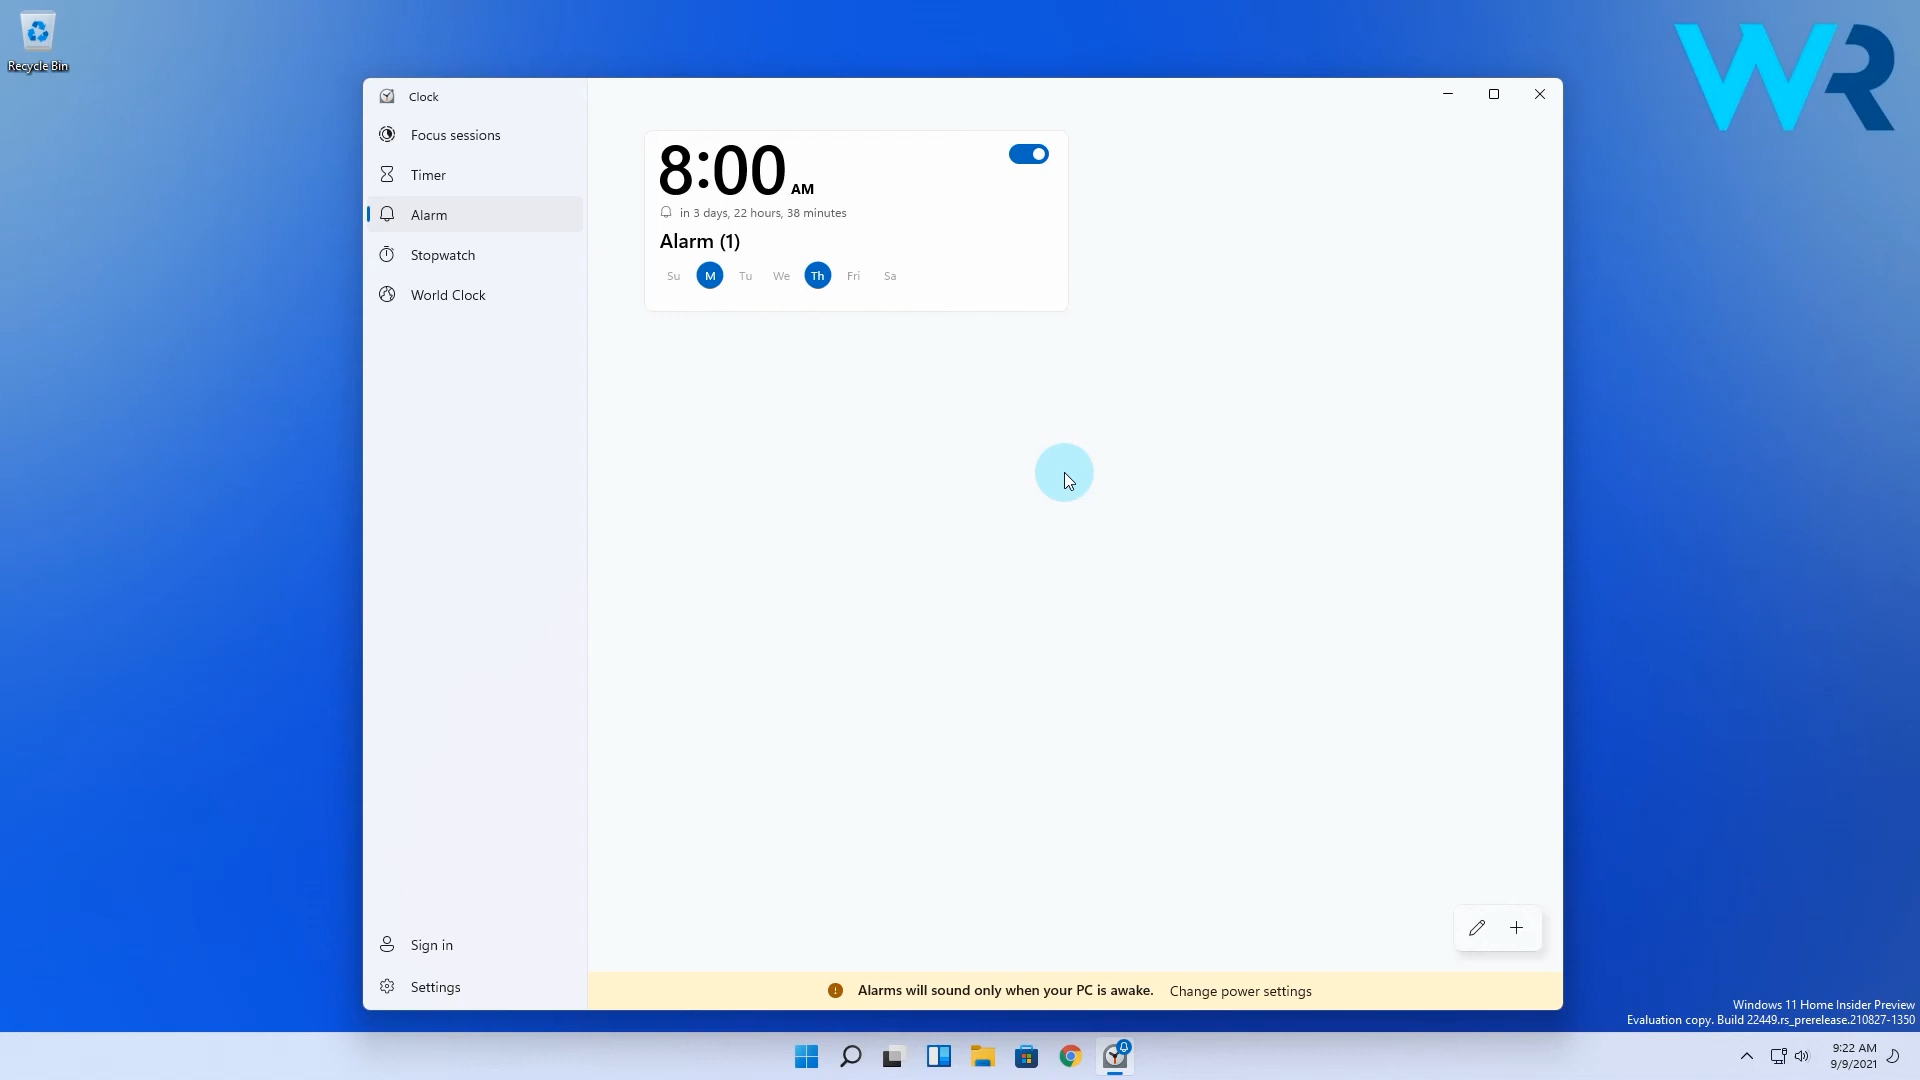 Recycle Bin
WR
Clock
Focus sessions
Timer
Alarm
Stopwatch
World Clock
8:00 AM
in 3 days, 22 hours, 38 minutes
Alarm (1)
Su M Tu We Th Fri Sa
Sign in
Settings
Alarms will sound only when your PC is awake. Change power settings
Windows 11 Home Insider Preview
Evaluation copy. Build 22449.rs_prerelease.210827-1350
9:22 AM
9/9/2021